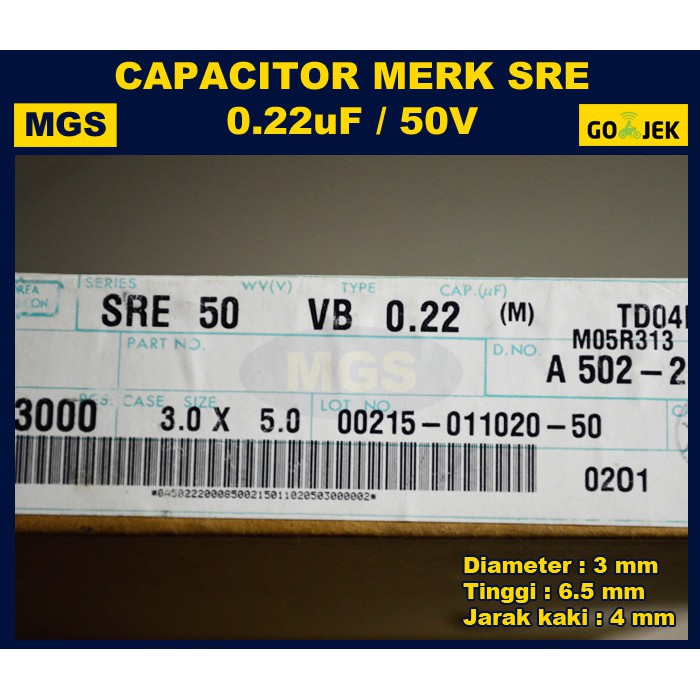 CAPACITOR MERK SRE
0.22uF / 50V
MGS
GOJEK
SERIES WV(V) TYPE CAP.(µF)
SRE 50 VB 0.22 (M) TD04
M05R313
PART NO. D.NO.
A 502-2
MGS
PCS. CASE SIZE LOT NO.
3000 3.0 X 5.0 00215-011020-50
0201
Diameter : 3 mm
Tinggi : 6.5 mm
Jarak kaki : 4 mm